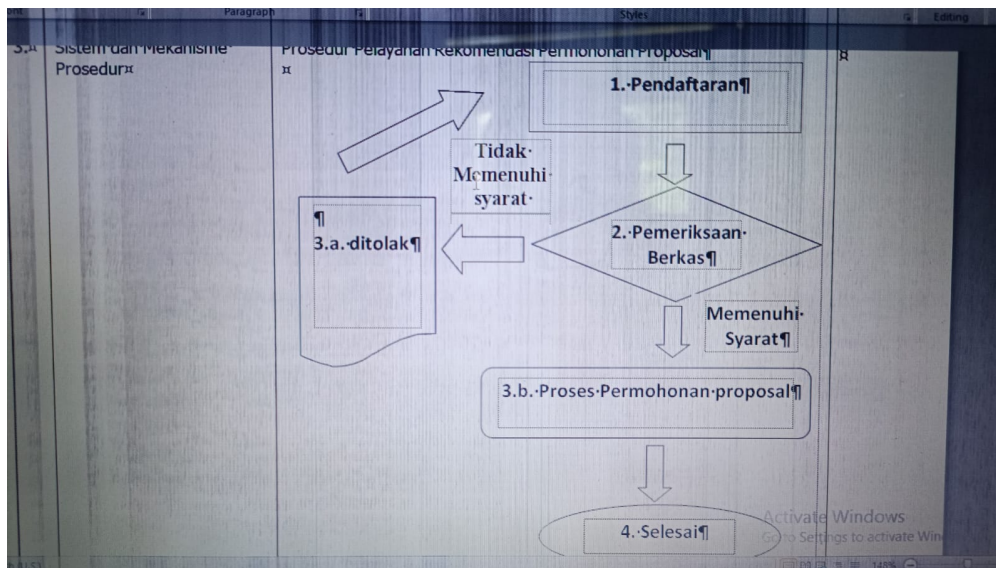 Paragraph
Styles
Editing
3.¤
Sistem dan Mekanisme
Prosedur¤
Prosedur Pelayanan Rekomendasi Permohonan Proposal¶
¤
¤
1.·Pendaftaran¶
Tidak·
Memenuhi·
syarat·
¶
3.a.·ditolak¶
2.·Pemeriksaan·
Berkas¶
Memenuhi·
Syarat¶
3.b.·Proses·Permohonan·proposal¶
4.·Selesai¶
Activate Windows
Go to Settings to activate Win
148%